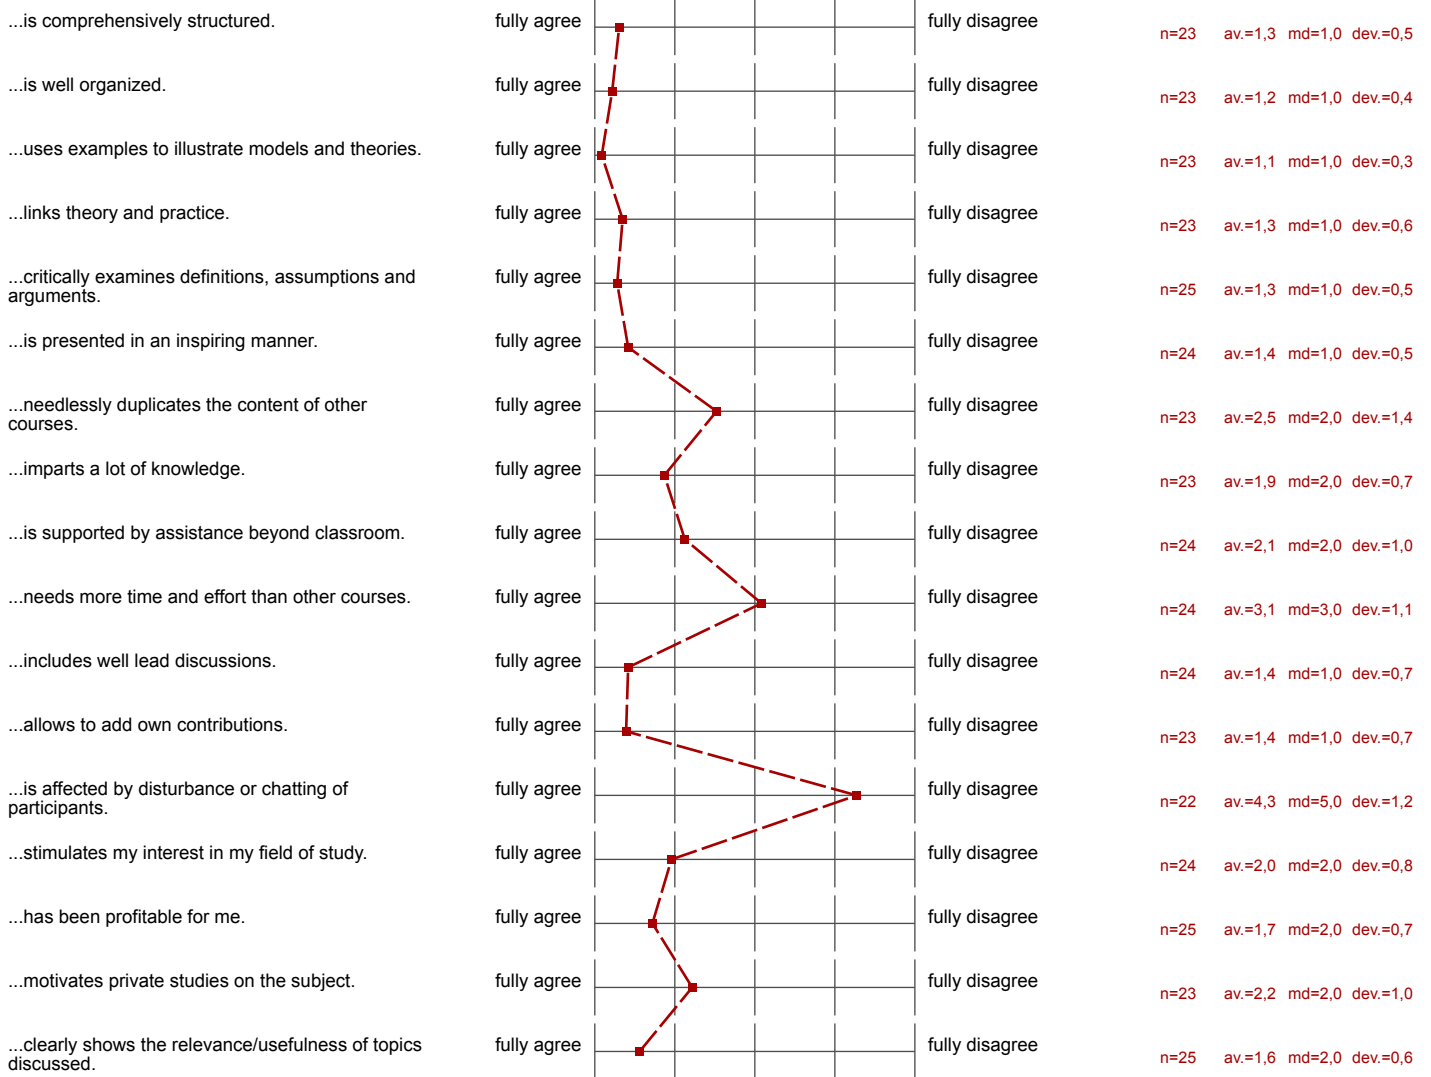 ...is comprehensively structured. fully agree fully disagree n=23 av.=1,3 md=1,0 dev.=0,5
...is well organized. fully agree fully disagree n=23 av.=1,2 md=1,0 dev.=0,4
...uses examples to illustrate models and theories. fully agree fully disagree n=23 av.=1,1 md=1,0 dev.=0,3
...links theory and practice. fully agree fully disagree n=23 av.=1,3 md=1,0 dev.=0,6
...critically examines definitions, assumptions and
arguments. fully agree fully disagree n=25 av.=1,3 md=1,0 dev.=0,5
...is presented in an inspiring manner. fully agree fully disagree n=24 av.=1,4 md=1,0 dev.=0,5
...needlessly duplicates the content of other
courses. fully agree fully disagree n=23 av.=2,5 md=2,0 dev.=1,4
...imparts a lot of knowledge. fully agree fully disagree n=23 av.=1,9 md=2,0 dev.=0,7
...is supported by assistance beyond classroom. fully agree fully disagree n=24 av.=2,1 md=2,0 dev.=1,0
...needs more time and effort than other courses. fully agree fully disagree n=24 av.=3,1 md=3,0 dev.=1,1
...includes well lead discussions. fully agree fully disagree n=24 av.=1,4 md=1,0 dev.=0,7
...allows to add own contributions. fully agree fully disagree n=23 av.=1,4 md=1,0 dev.=0,7
...is affected by disturbance or chatting of
participants. fully agree fully disagree n=22 av.=4,3 md=5,0 dev.=1,2
...stimulates my interest in my field of study. fully agree fully disagree n=24 av.=2,0 md=2,0 dev.=0,8
...has been profitable for me. fully agree fully disagree n=25 av.=1,7 md=2,0 dev.=0,7
...motivates private studies on the subject. fully agree fully disagree n=23 av.=2,2 md=2,0 dev.=1,0
...clearly shows the relevance/usefulness of topics
discussed. fully agree fully disagree n=25 av.=1,6 md=2,0 dev.=0,6